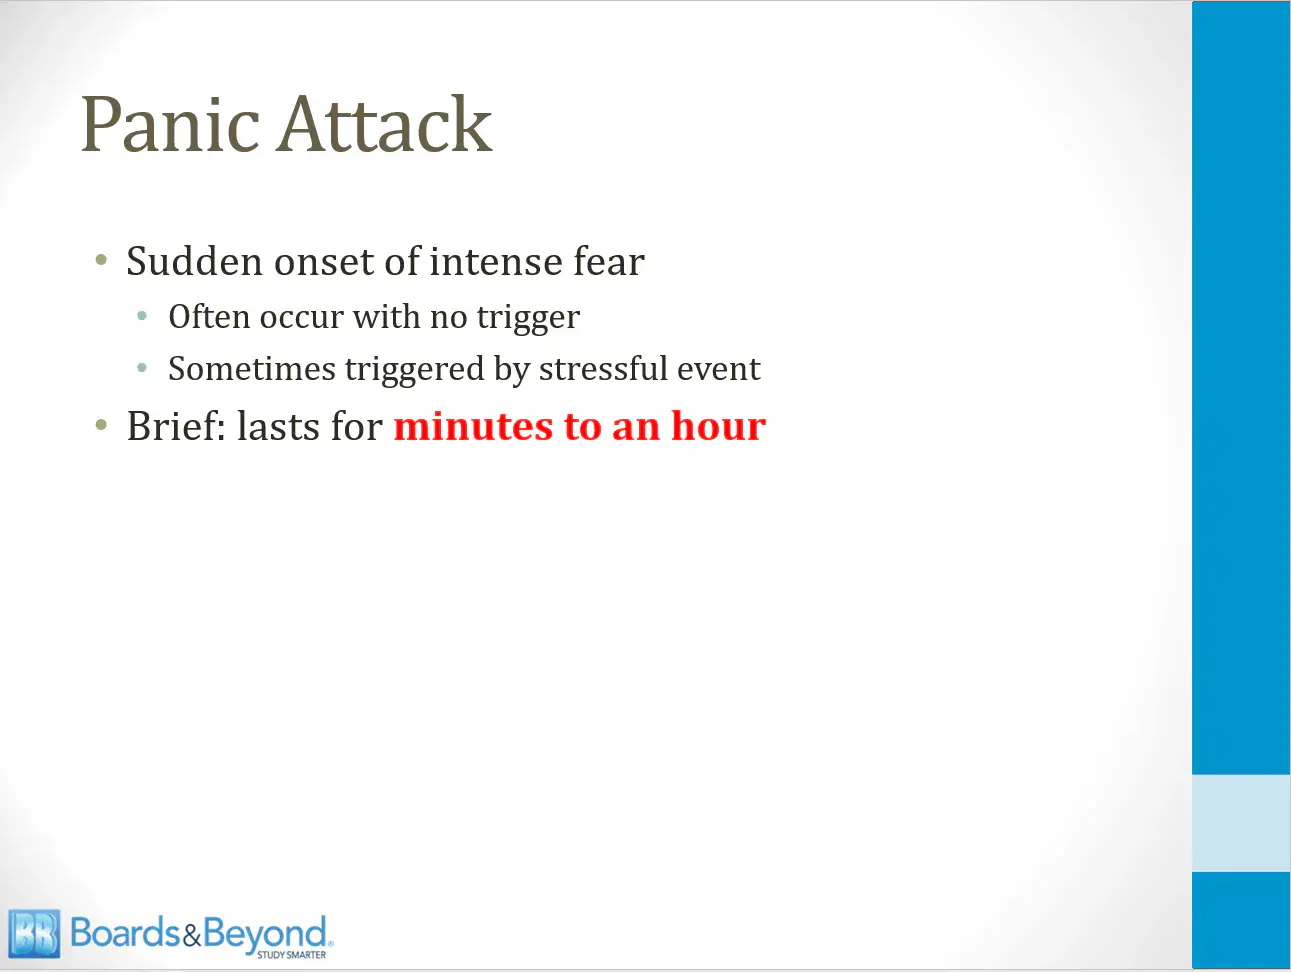 Panic Attack
• Sudden onset of intense fear
• Often occur with no trigger
• Sometimes triggered by stressful event
• Brief: lasts for minutes to an hour
BB Boards&Beyond®
STUDY SMARTER